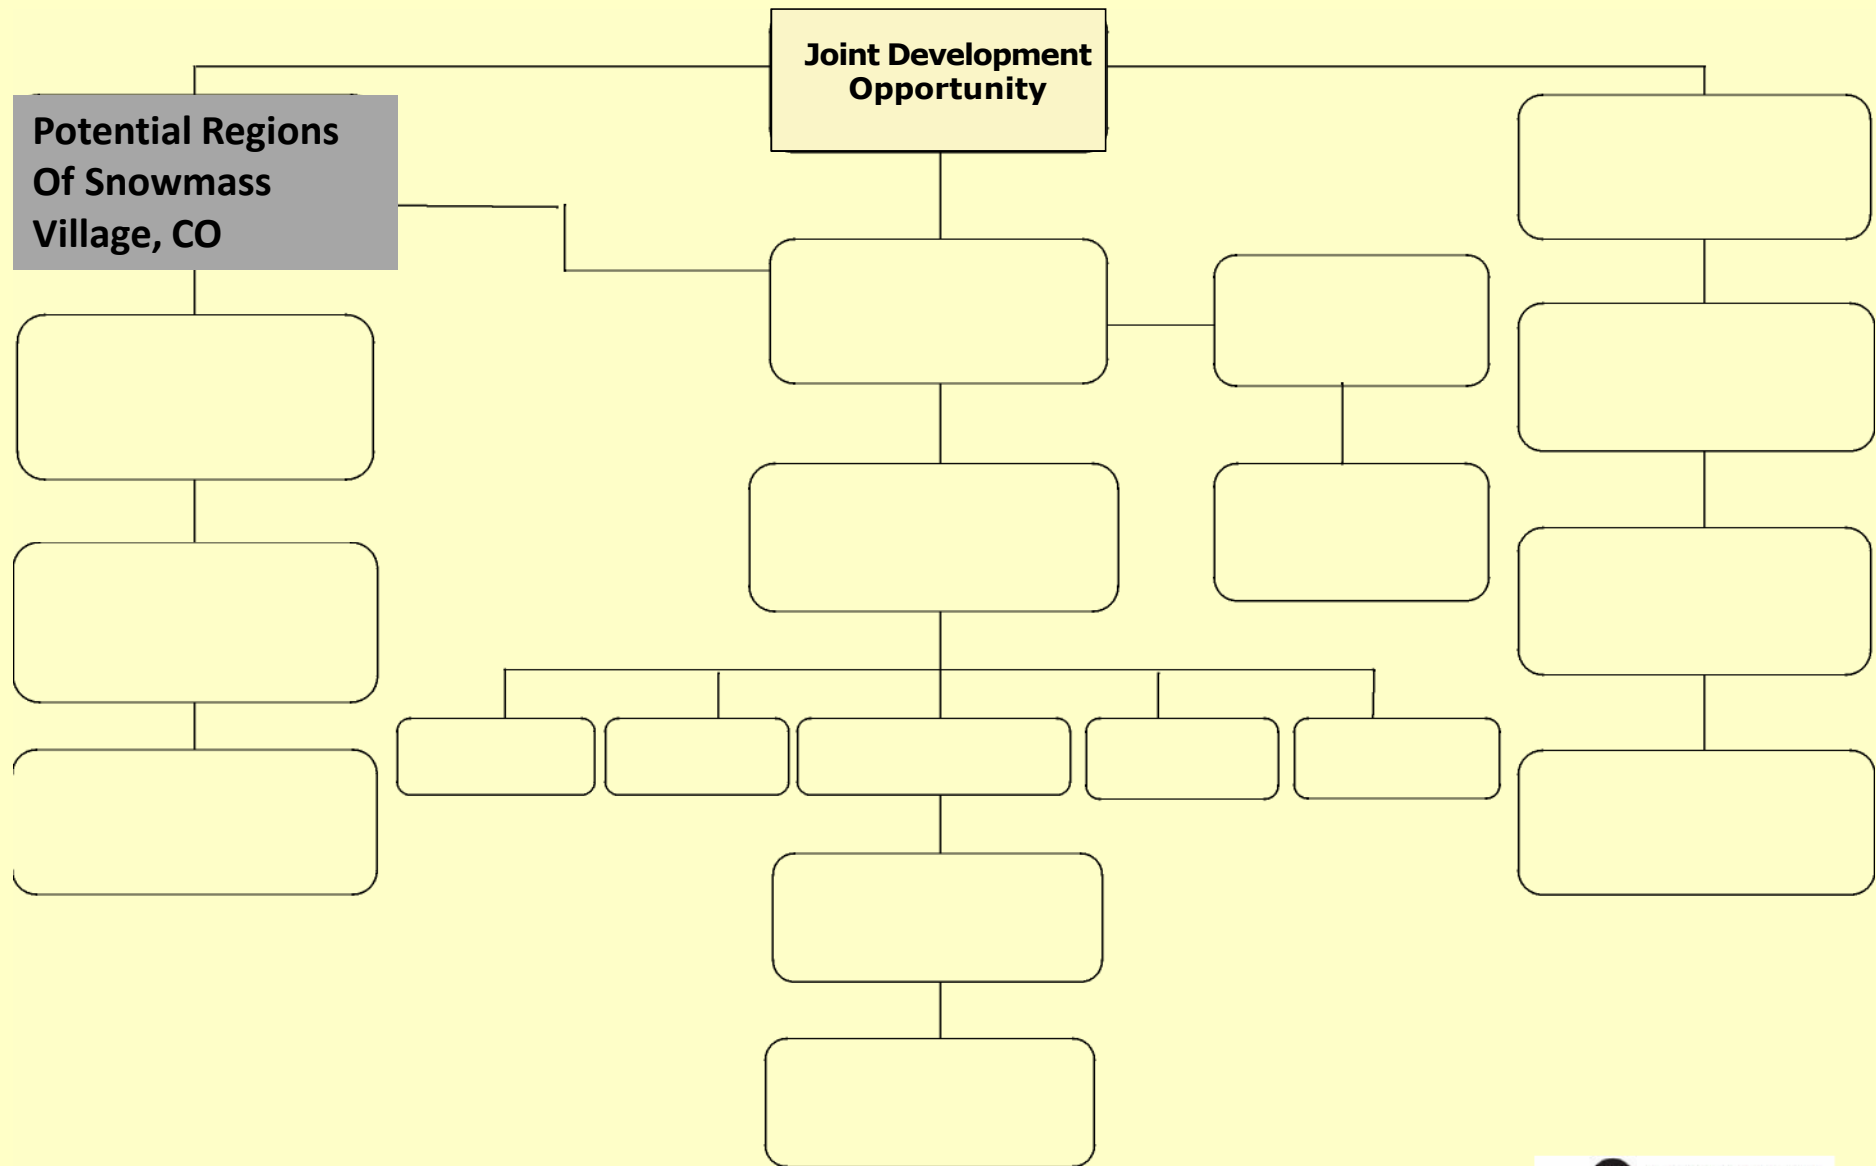 Joint Development
Opportunity
Potential Regions
Of Snowmass
Village, CO